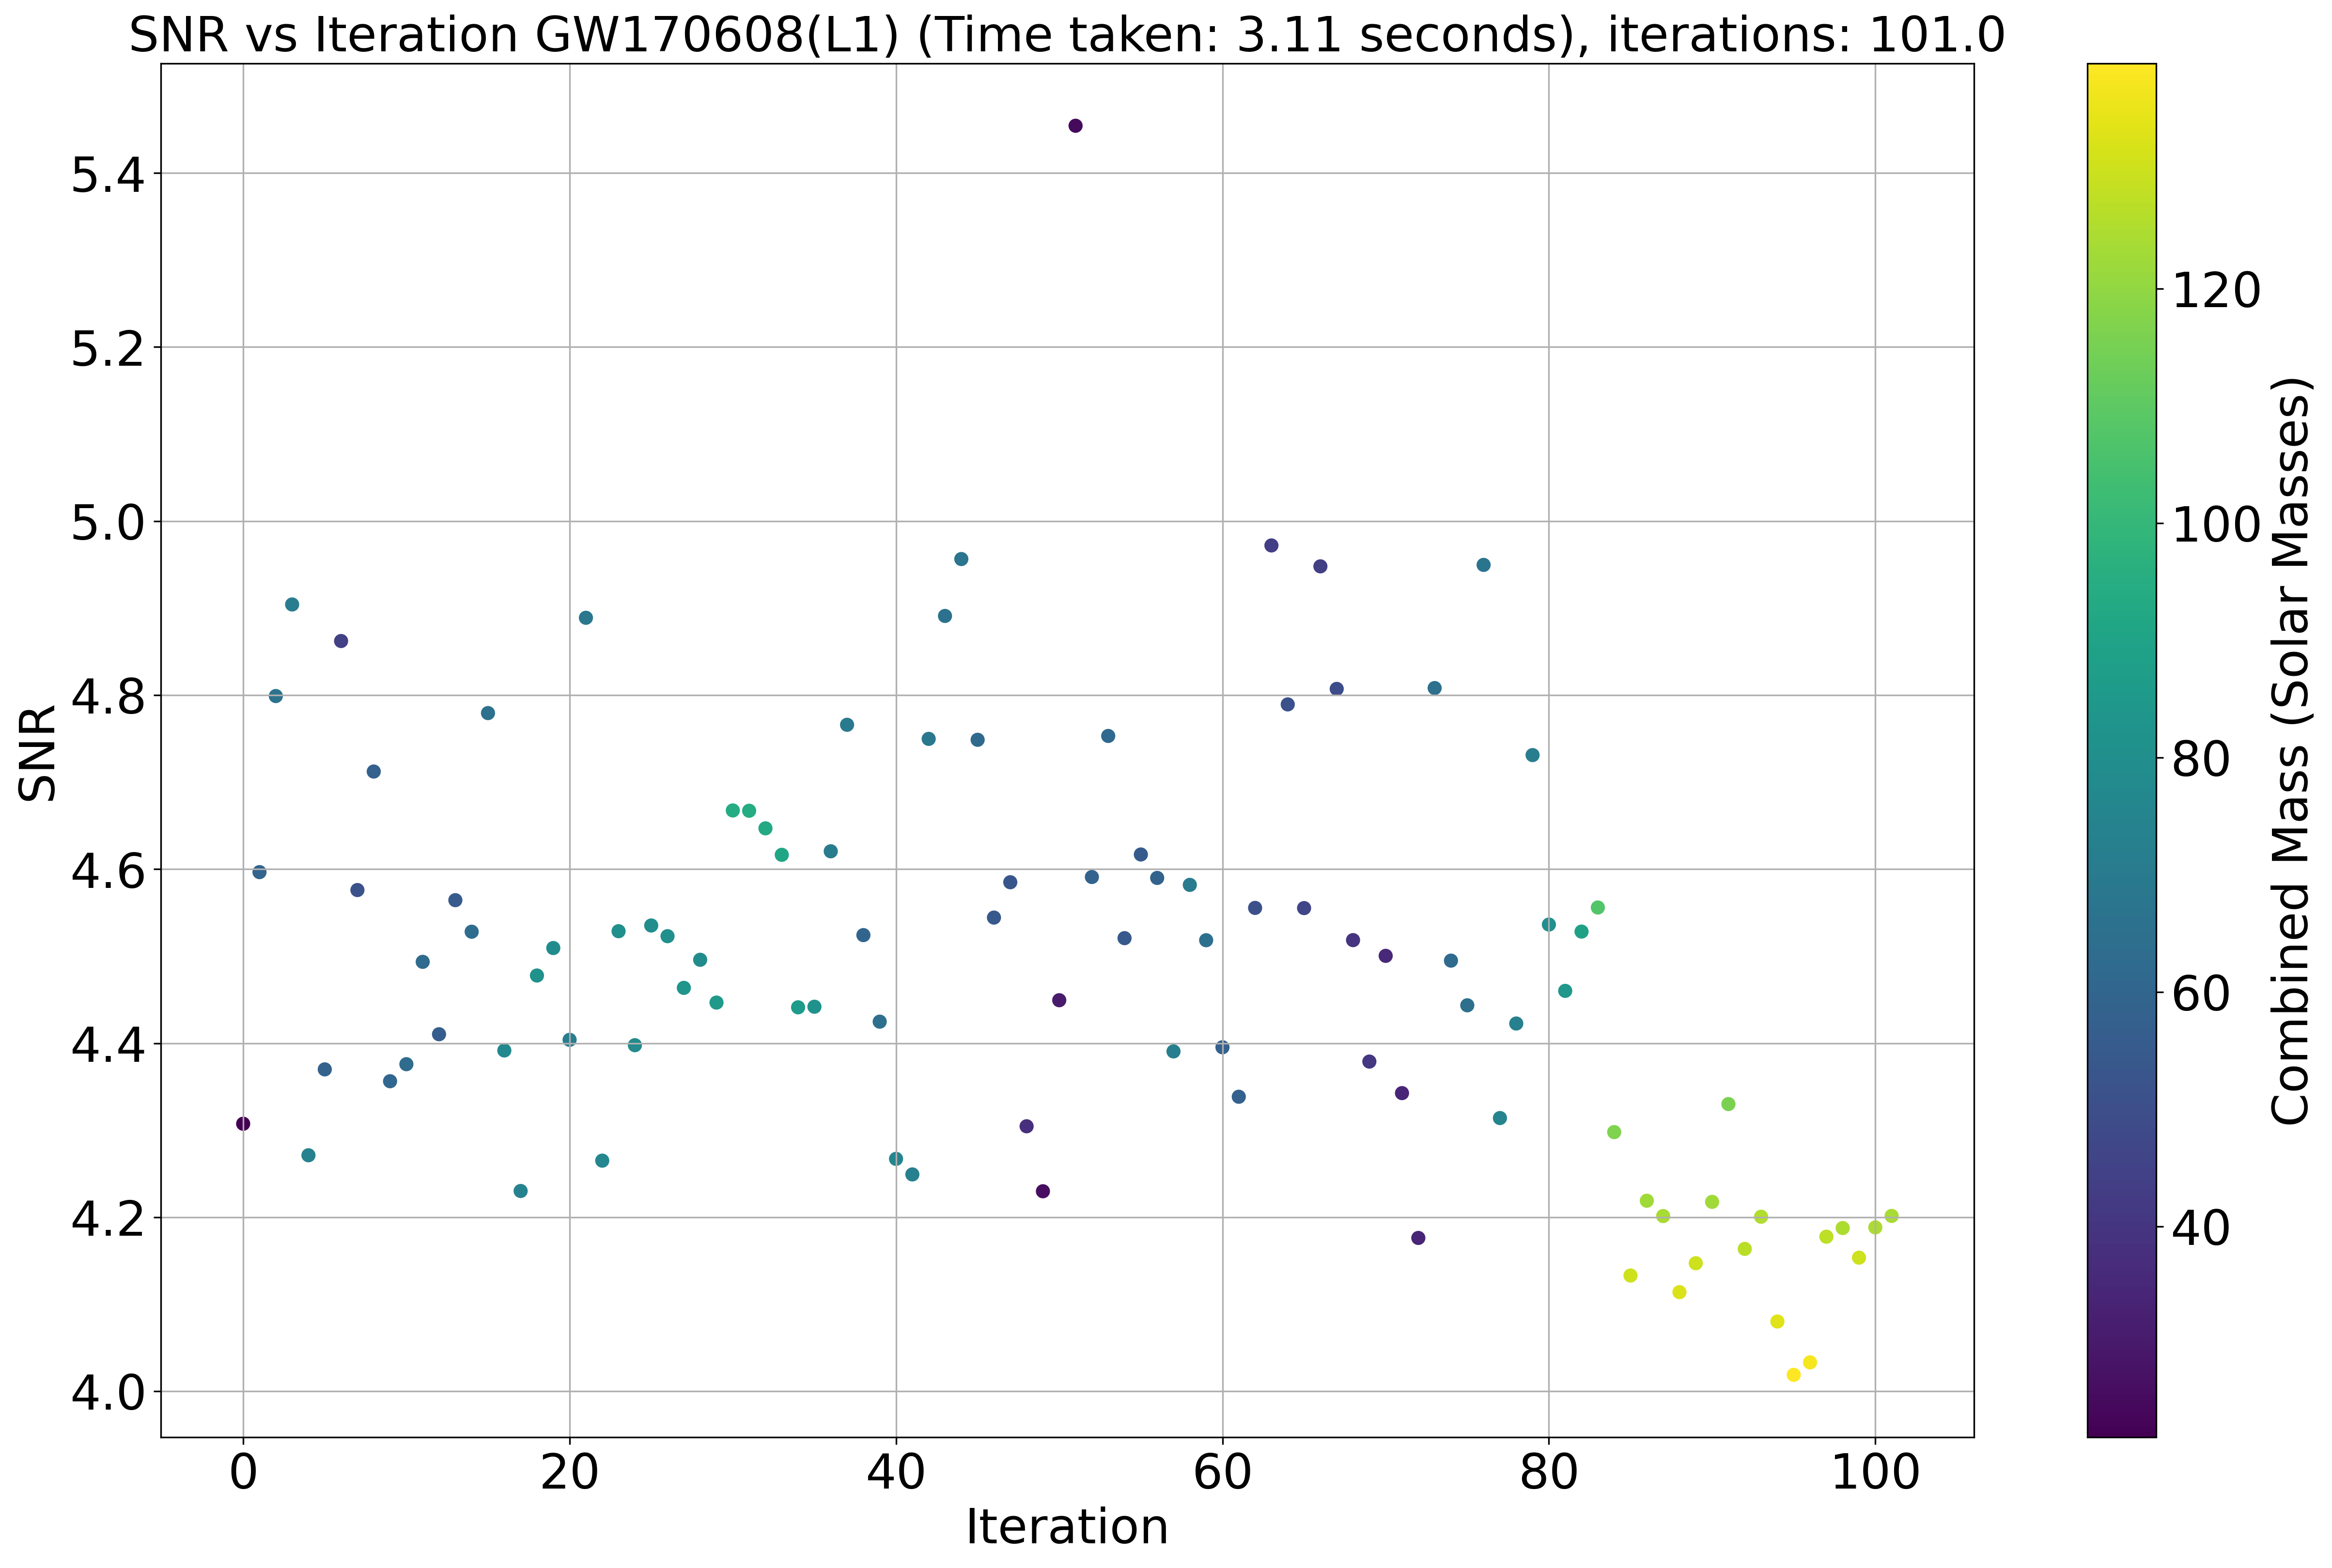 SNR vs Iteration GW170608(L1) (Time taken: 3.11 seconds), iterations: 101.0
SNR
5.4
5.2
5.0
4.8
4.6
4.4
4.2
4.0
0 20 40 60 80 100
Iteration
120
100
80
60
40
Combined Mass (Solar Masses)